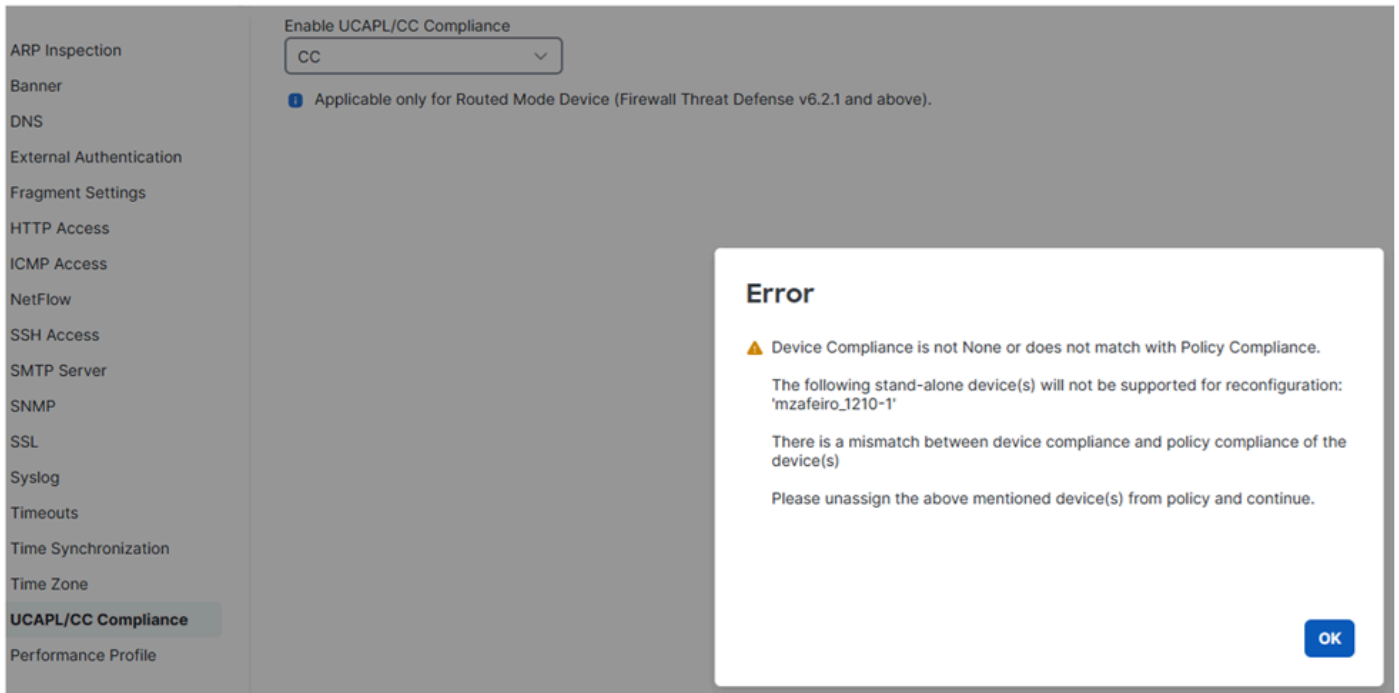 Enable UCAPL/CC Compliance
CC
Applicable only for Routed Mode Device (Firewall Threat Defense v6.2.1 and above).
ARP Inspection
Banner
DNS
External Authentication
Fragment Settings
HTTP Access
ICMP Access
NetFlow
SSH Access
SMTP Server
SNMP
SSL
Syslog
Timeouts
Time Synchronization
Time Zone
UCAPL/CC Compliance
Performance Profile
Error
Device Compliance is not None or does not match with Policy Compliance.
The following stand-alone device(s) will not be supported for reconfiguration:
'mzafeiro_1210-1'
There is a mismatch between device compliance and policy compliance of the
device(s)
Please unassign the above mentioned device(s) from policy and continue.
OK